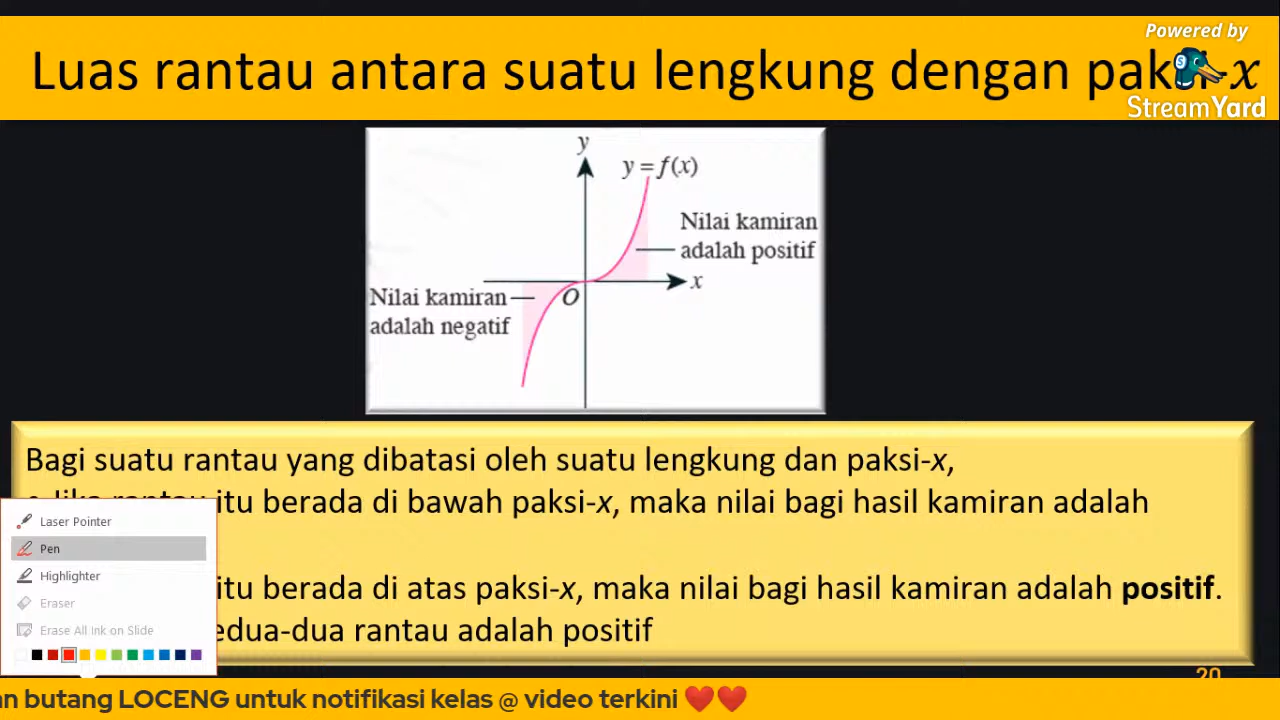 Powered by
StreamYard
Luas rantau antara suatu lengkung dengan x
y
y = f(x)
Nilai kamiran
adalah positif
x
O
Nilai kamiran
adalah negatif
Bagi suatu rantau yang dibatasi oleh suatu lengkung dan paksi-x,
itu berada di bawah paksi-x, maka nilai bagi hasil kamiran adalah
itu berada di atas paksi-x, maka nilai bagi hasil kamiran adalah positif.
rantau adalah positif
Laser Pointer
Pen
Highlighter
Eraser
Erase All Ink on Slide
20
butang LOCENG untuk notifikasi kelas @ video terkini ❤️❤️